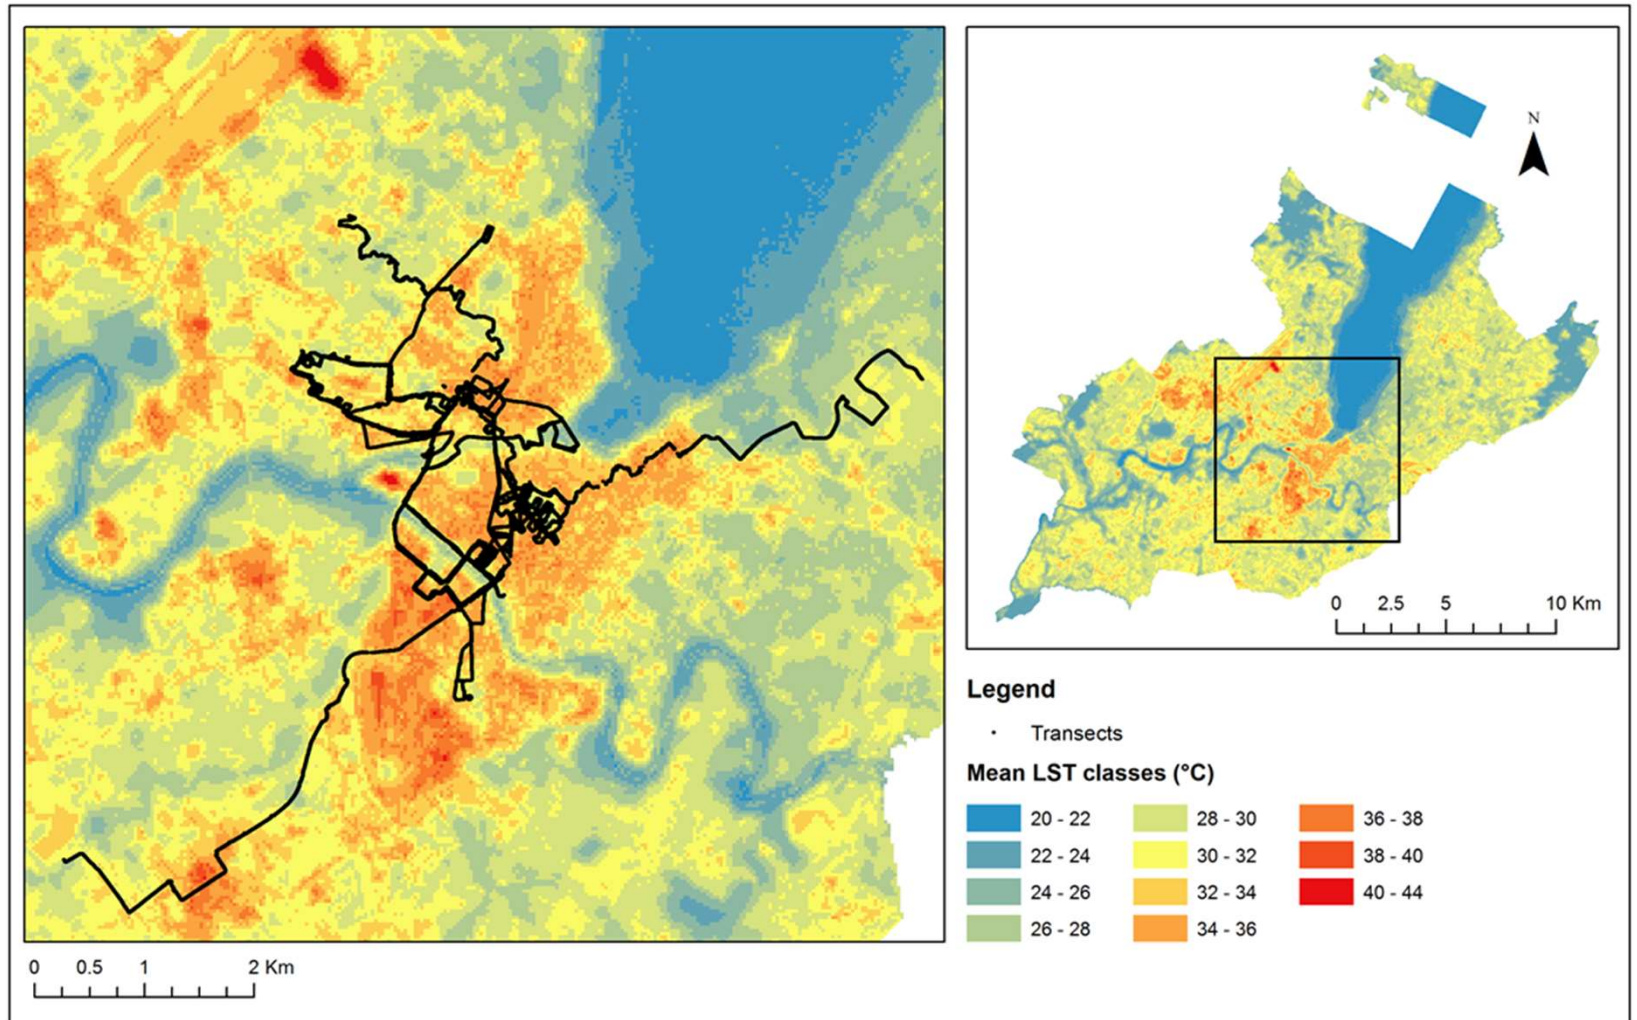 N
0 2.5 5 10 Km
Legend
Transects
Mean LST classes (°C)
20 - 22 28 - 30 36 - 38
22 - 24 30 - 32 38 - 40
24 - 26 32 - 34 40 - 44
26 - 28 34 - 36
0 0.5 1 2 Km